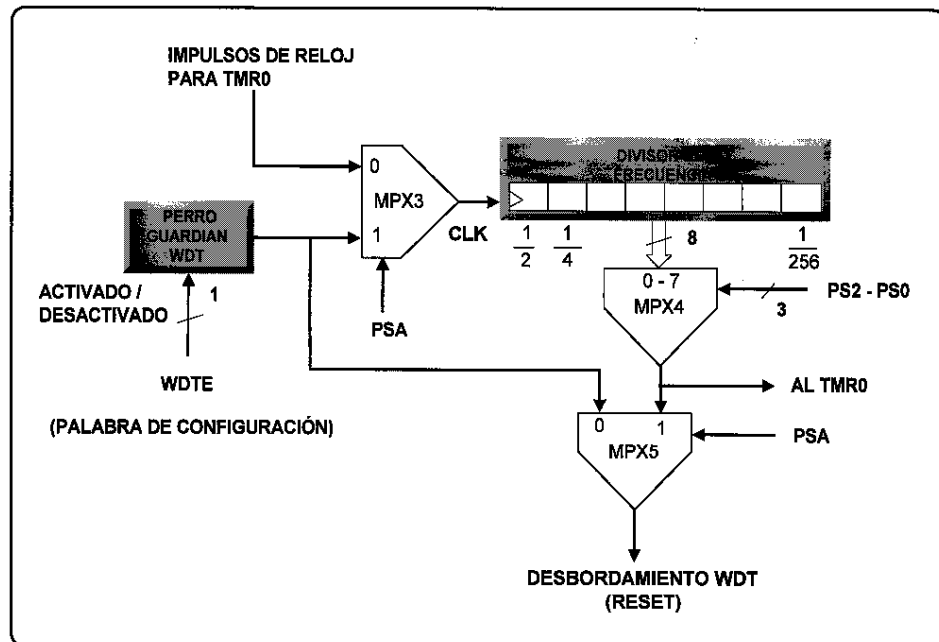 IMPULSOS DE RELOJ
PARA TMR0
0
MPX3
1
PSA
CLK
PERRO
GUARDIAN
WDT
ACTIVADO /
DESACTIVADO
1
WDTE
(PALABRA DE CONFIGURACIÓN)
DIVISOR
FRECUENCI
1
2
1
4
8
1
256
0 - 7
MPX4
3
PS2 - PS0
AL TMR0
0
1
MPX5
PSA
DESBORDAMIENTO WDT
(RESET)